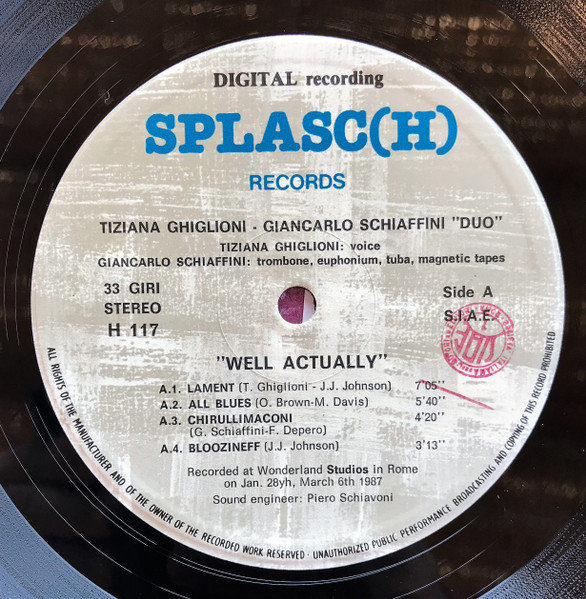 DIGITAL recording
SPLASC(H)
RECORDS
TIZIANA GHIGLIONI - GIANCARLO SCHIAFFINI "DUO"
TIZIANA GHIGLIONI: voice
GIANCARLO SCHIAFFINI: trombone, euphonium, tuba, magnetic tapes
33 GIRI
STEREO
H 117
Side A
S.I.A.E.
"WELL ACTUALLY"
A.1. LAMENT (T. Ghiglioni - J.J. Johnson) 7'05''
A.2. ALL BLUES (O. Brown-M. Davis) 5'40''
A.3. CHIRULLIMACONI 4'20''
(G. Schiaffini-F. Depero)
A.4. BLOOZINEFF (J.J. Johnson) 3'13''
Recorded at Wonderland Studios in Rome
on Jan. 28yh, March 6th 1987
Sound engineer: Piero Schiavoni
ALL RIGHTS OF THE MANUFACTURER AND OF THE OWNER OF THE RECORDED WORK RESERVED · UNAUTHORIZED PUBLIC PERFORMANCE BROADCASTING AND COPYING OF THIS RECORD PROHIBITED